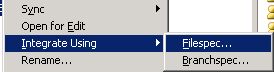 Sync
Open for Edit
Integrate Using
Filespec...
Rename...
Branchspec...